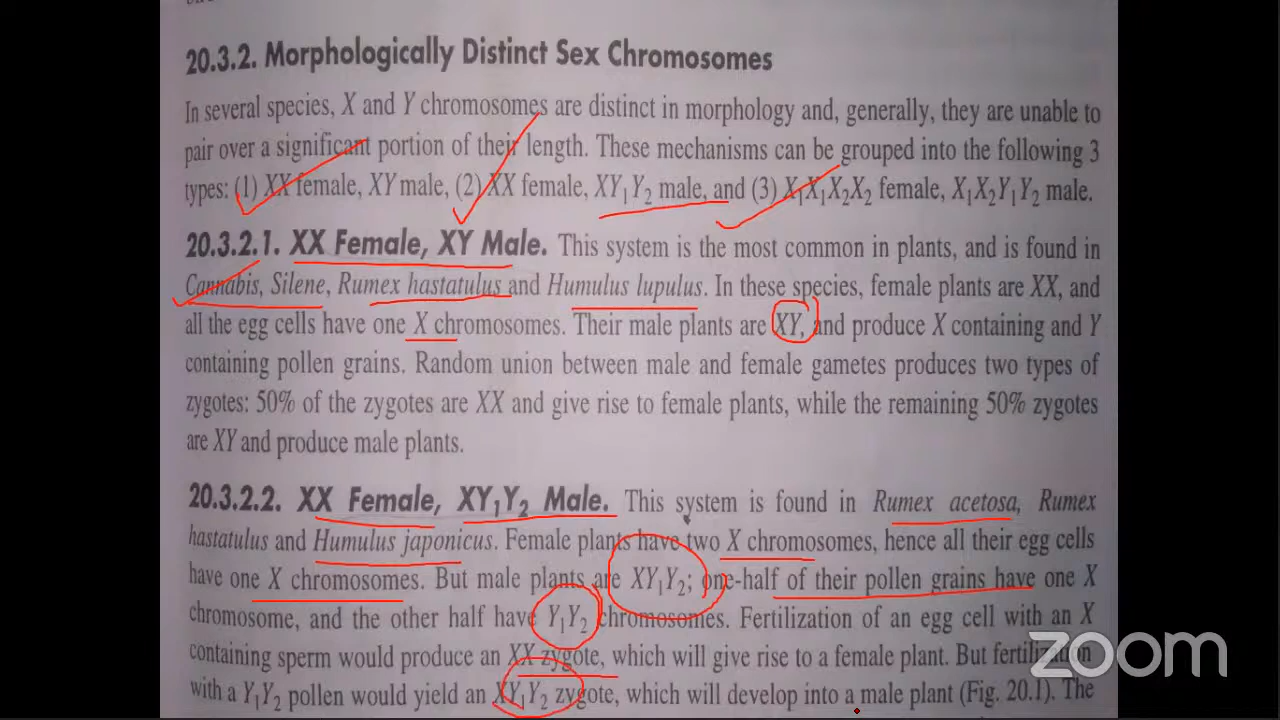 20.3.2. Morphologically Distinct Sex Chromosomes
In several species, X and Y chromosomes are distinct in morphology and, generally, they are unable to
pair over a significant portion of their length. These mechanisms can be grouped into the following 3
types: (1) XX female, XY male, (2) XX female, XY₁Y₂ male, and (3) X₁X₁X₂X₂ female, X₁X₂Y₁Y₂ male.
20.3.2.1. XX Female, XY Male. This system is the most common in plants, and is found in
Cannabis, Silene, Rumex hastatulus and Humulus lupulus. In these species, female plants are XX, and
all the egg cells have one X chromosomes. Their male plants are XY, and produce X containing and Y
containing pollen grains. Random union between male and female gametes produces two types of
zygotes: 50% of the zygotes are XX and give rise to female plants, while the remaining 50% zygotes
are XY and produce male plants.
20.3.2.2. XX Female, XY₁Y₂ Male. This system is found in Rumex acetosa, Rumex
hastatulus and Humulus japonicus. Female plants have two X chromosomes, hence all their egg cells
have one X chromosomes. But male plants are XY₁Y₂; one-half of their pollen grains have one X
chromosome, and the other half have Y₁Y₂ chromosomes. Fertilization of an egg cell with an X
containing sperm would produce an XX zygote, which will give rise to a female plant. But fertilization
with a Y₁Y₂ pollen would yield an XY₁Y₂ zygote, which will develop into a male plant (Fig. 20.1). The
zoom